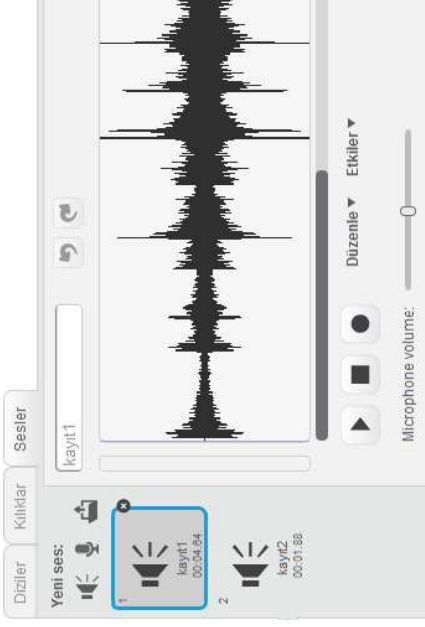 Diziler
Kılıklar
Sesler
Yeni ses:
kayıt1
1
kayıt1
00:04.64
2
kayıt2
00:01.88
Düzenle
Etkiler
Microphone volume: